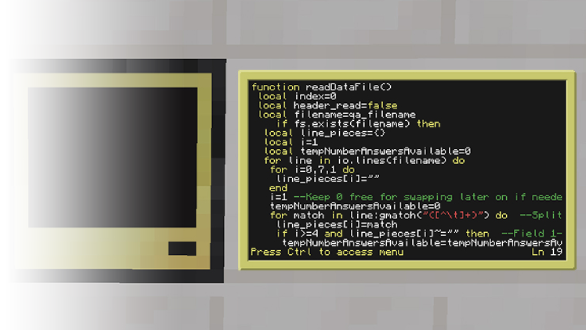 function readDataFile()
local index=0
local header_read=false
local filename=qa_filename
if fs.exists(filename) then
local line_pieces={}
local i=1
local tempNumberAnswersAvailable=0
for line in io.lines(filename) do
for i=0,7,1 do
line_pieces[i]=""
end
i=1 --Keep 0 free for swapping later on if neede
tempNumberAnswersAvailable=0
for match in line:gmatch("([^\t]+)") do --Split
line_pieces[i]=match
if i>=4 and line_pieces[i]~="" then --Field 1-
tempNumberAnswersAvailable=tempNumberAnswersAv
Press Ctrl to access menu Ln 19